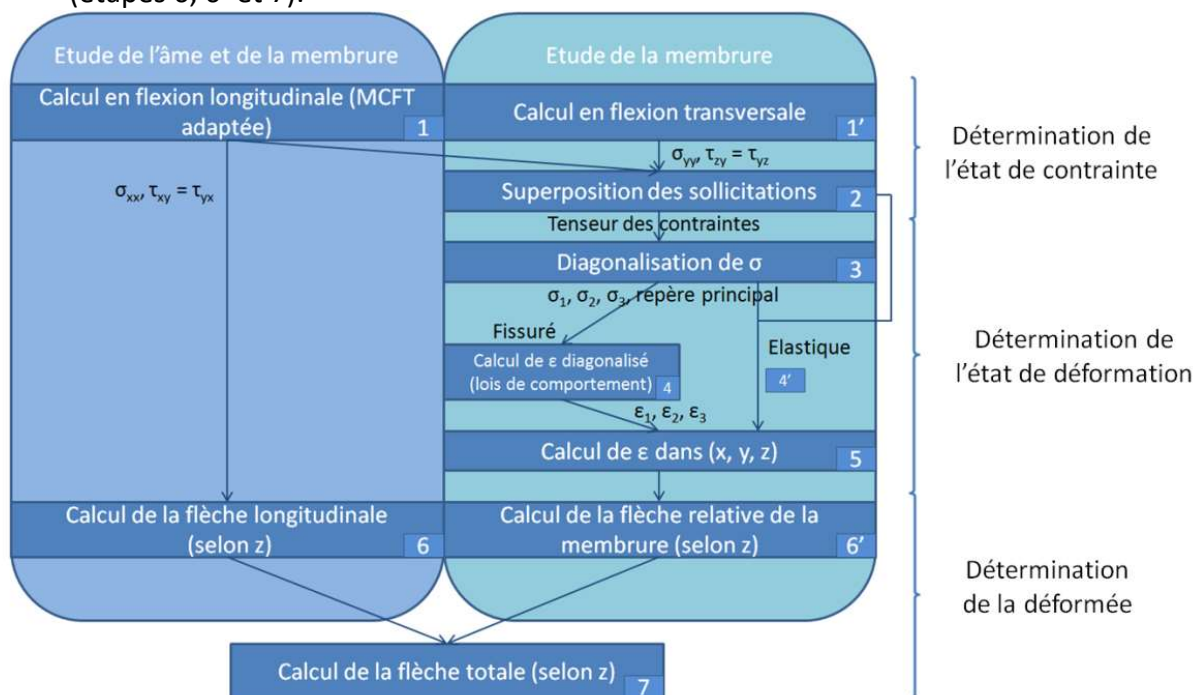 (étapes 6, 6' et 7).
Etude de l'âme et de la membrure
Etude de la membrure
Calcul en flexion longitudinale (MCFT
adaptée)
1
Calcul en flexion transversale
1'
Détermination de
l'état de contrainte
σyy, τzy = τyz
σxx, τxy = τyx
Superposition des sollicitations
2
Tenseur des contraintes
Diagonalisation de σ
3
σ1, σ2, σ3, repère principal
Fissuré
Calcul de ε diagonalisé
(lois de comportement)
4
Elastique
4'
Détermination de
l'état de déformation
ε1, ε2, ε3
Calcul de ε dans (x, y, z)
5
Calcul de la flèche longitudinale
(selon z)
6
Calcul de la flèche relative de la
membrure (selon z)
6'
Détermination
de la déformée
Calcul de la flèche totale (selon z)
7